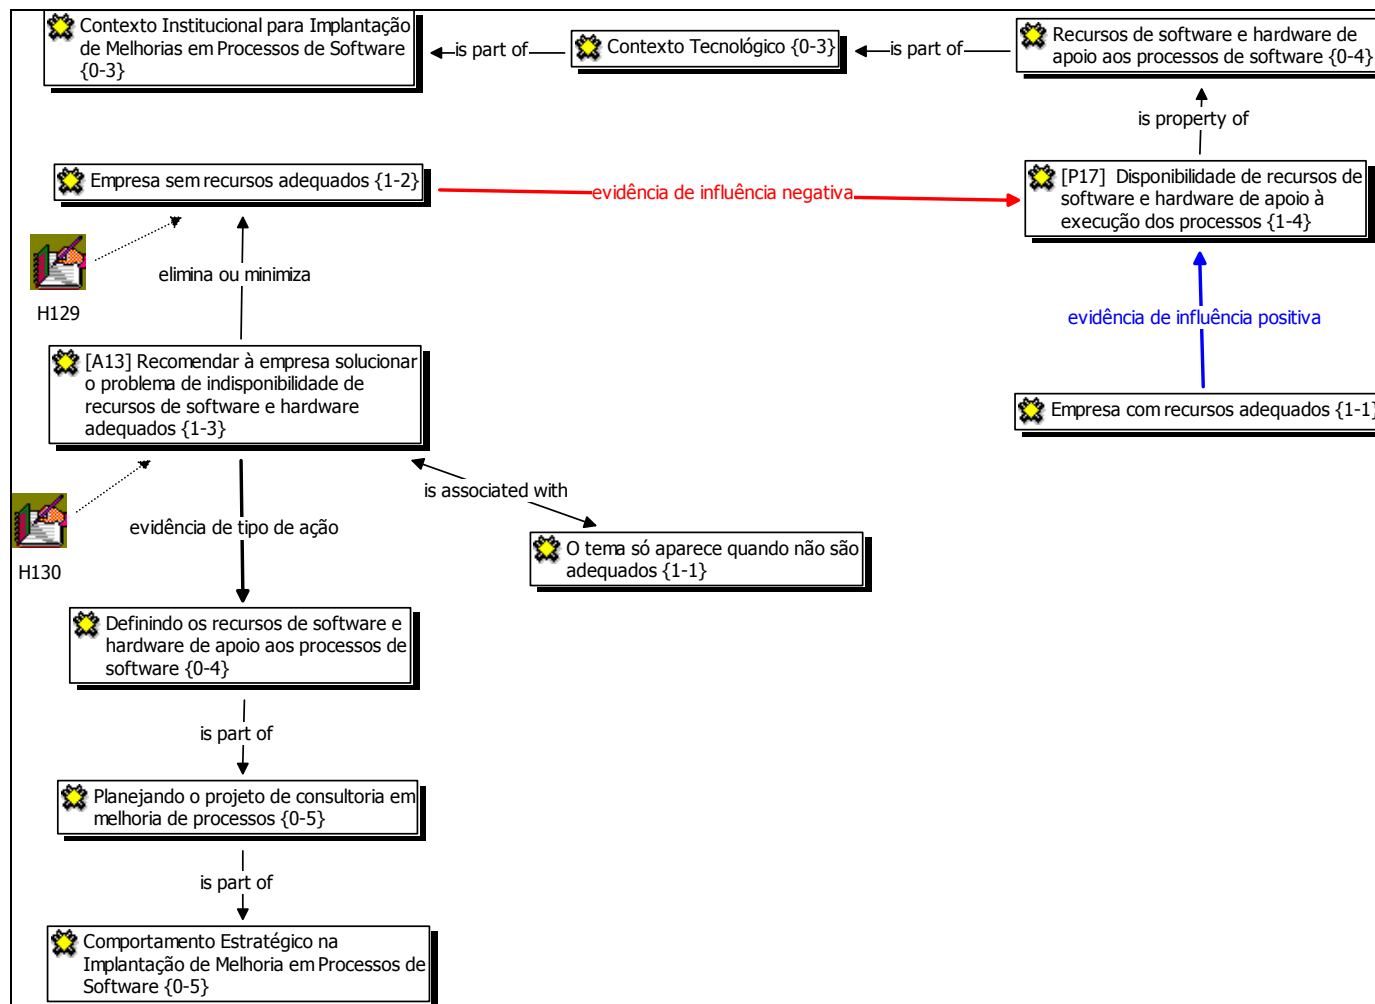 Contexto Institucional para Implantação
de Melhorias em Processos de Software
{0-3}
is part of
Contexto Tecnológico {0-3}
is part of
Recursos de software e hardware de
apoio aos processos de software {0-4}
is property of
Empresa sem recursos adequados {1-2}
evidência de influência negativa
[P17] Disponibilidade de recursos de
software e hardware de apoio à
execução dos processos {1-4}
H129
elimina ou minimiza
evidência de influência positiva
[A13] Recomendar à empresa solucionar
o problema de indisponibilidade de
recursos de software e hardware
adequados {1-3}
Empresa com recursos adequados {1-1}
is associated with
H130
evidência de tipo de ação
O tema só aparece quando não são
adequados {1-1}
Definindo os recursos de software e
hardware de apoio aos processos de
software {0-4}
is part of
Planejando o projeto de consultoria em
melhoria de processos {0-5}
is part of
Comportamento Estratégico na
Implantação de Melhoria em Processos de
Software {0-5}